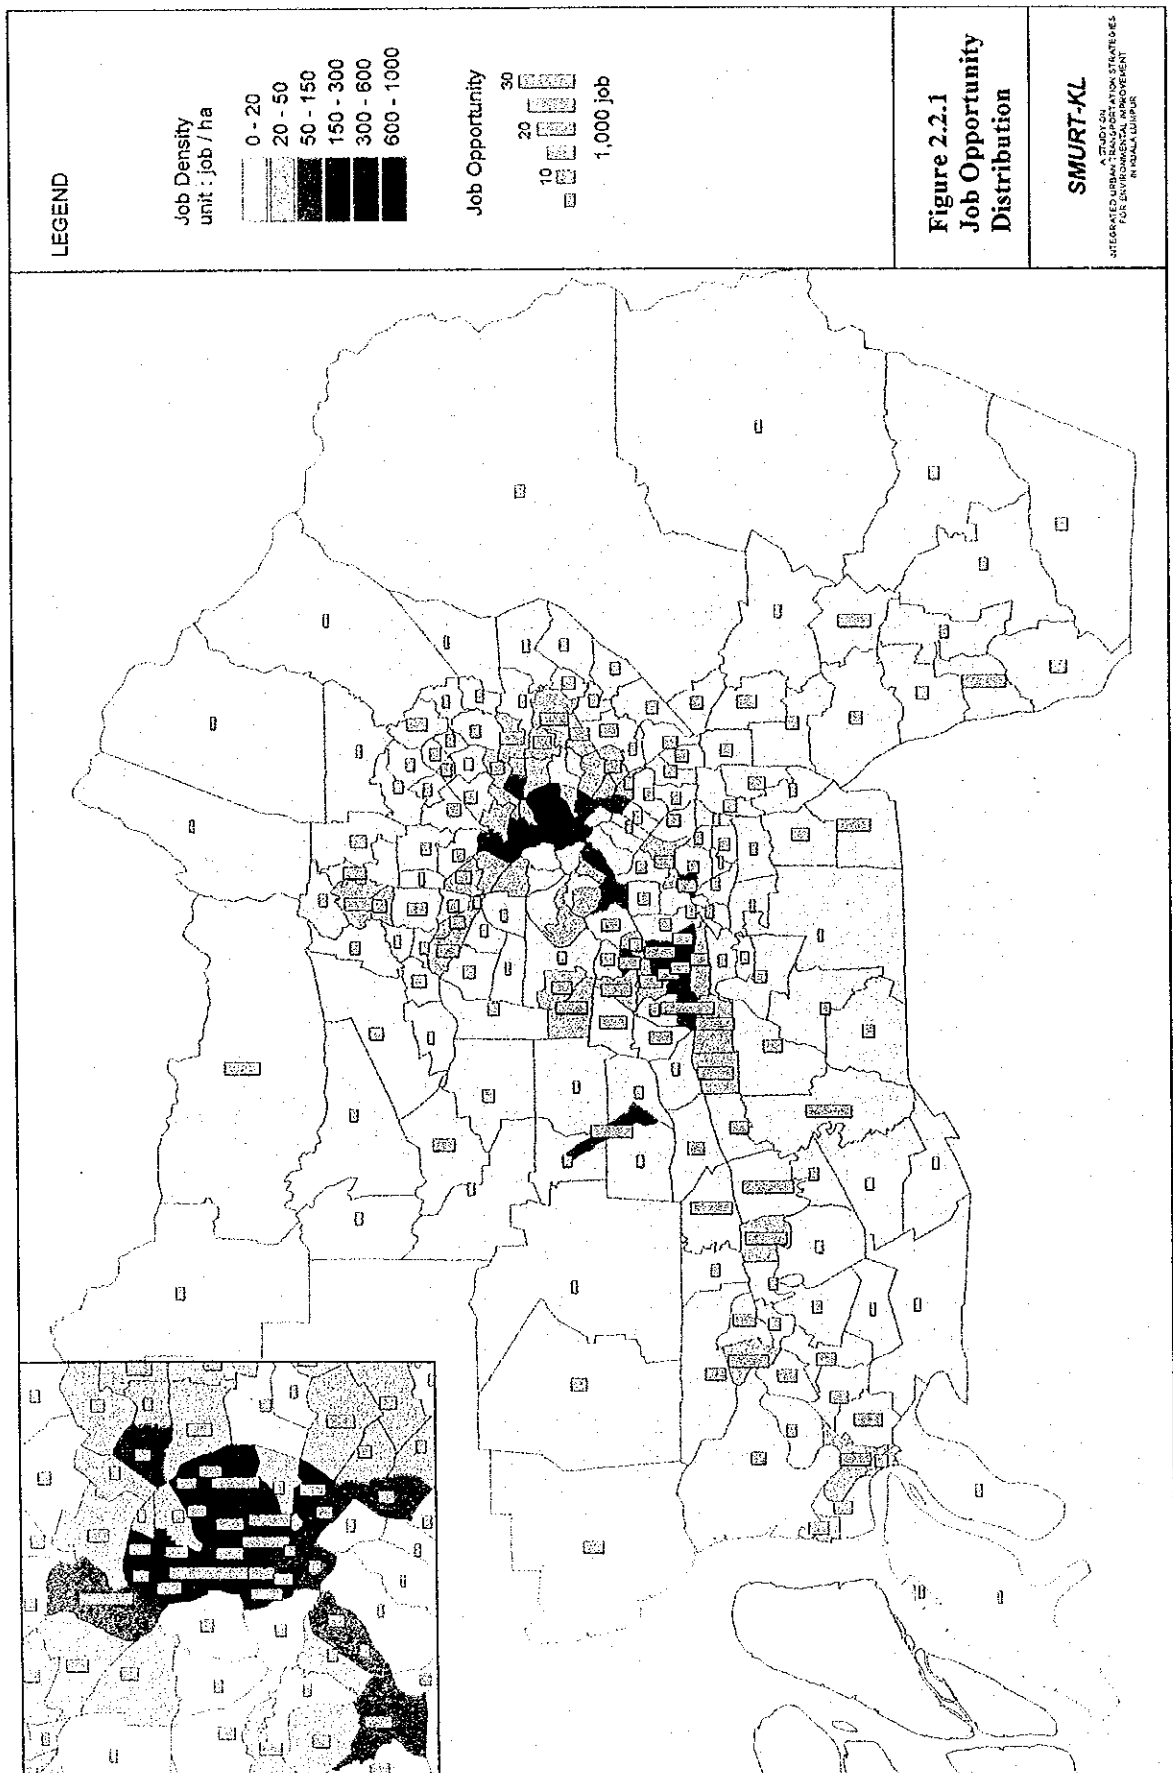 LEGEND
Job Density
unit : job / ha
0 - 20
20 - 50
50 - 150
150 - 300
300 - 600
600 - 1000
Job Opportunity
10
20
30
1,000 job
Figure 2.2.1
Job Oppotunity
Distribution
SMURT-KL
A STUDY ON
INTEGRATED URBAN TRANSPORTATION STRATEGIES
FOR ENVIRONMENTAL IMPROVEMENT
IN KUALA LUMPUR